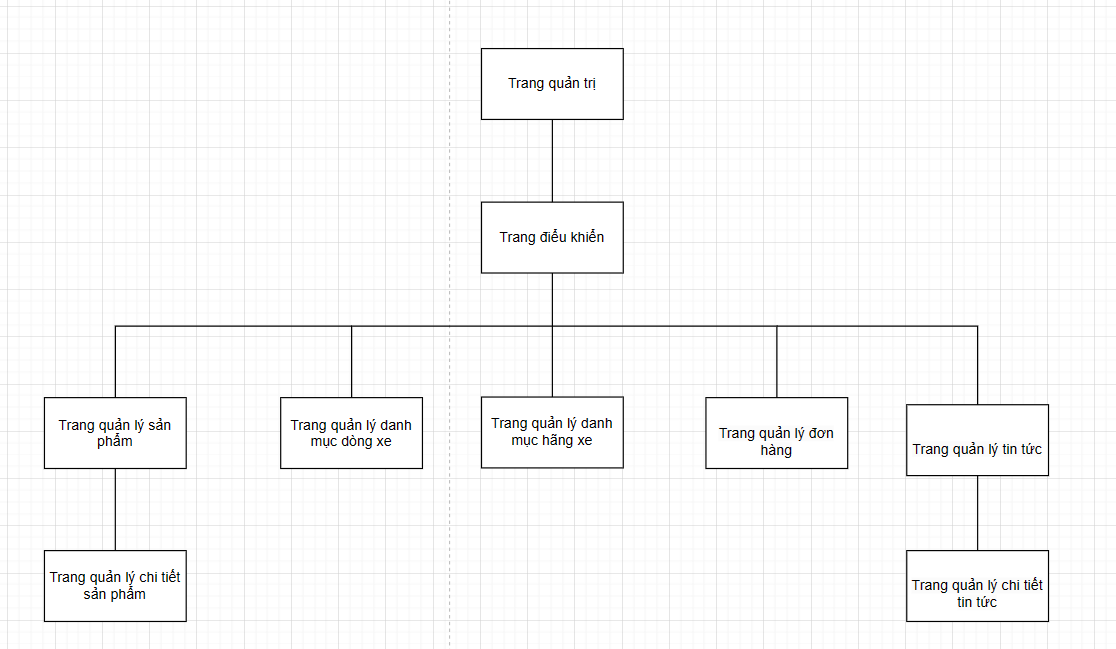 Trang quản trị
Trang điểu khiển
Trang quản lý sản
phẩm
Trang quản lý danh
mục dòng xe
Trang quản lý danh
mục hãng xe
Trang quản lý đơn
hàng
Trang quản lý tin tức
Trang quản lý chi tiết
sản phẩm
Trang quản lý chi tiết
tin tức